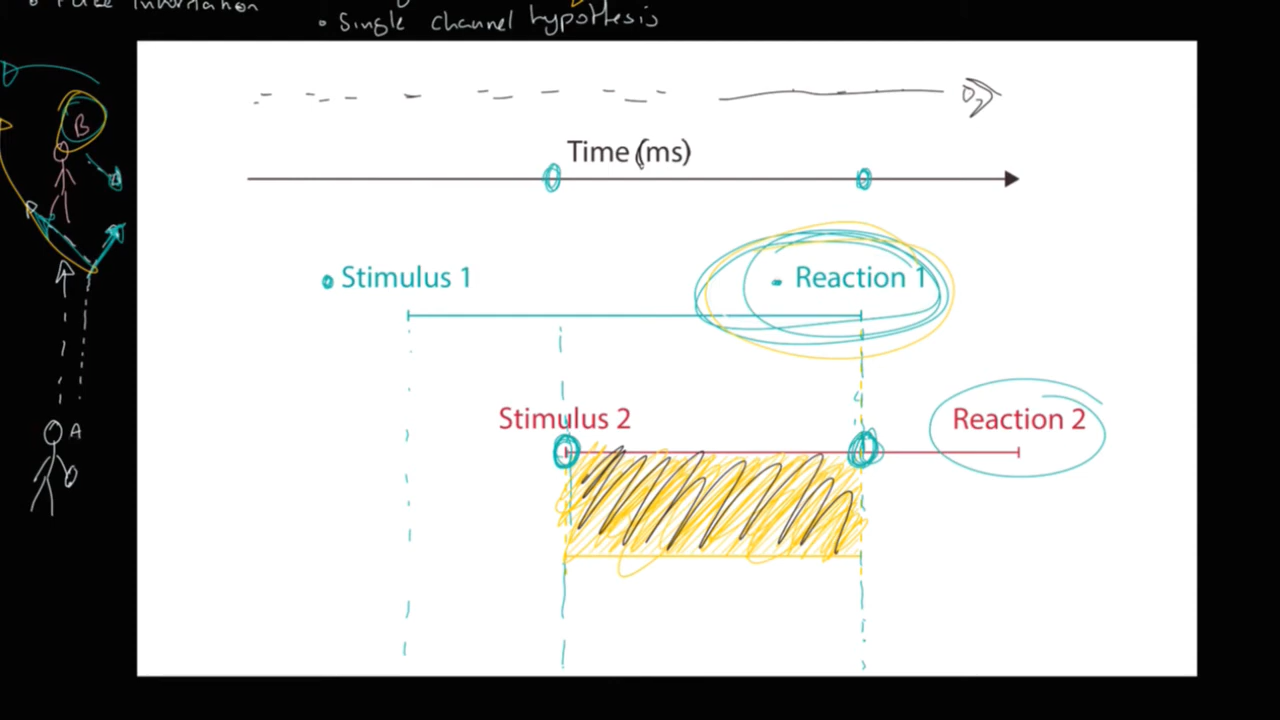 • Single channel hypothesis
B
Time (ms)
• Stimulus 1
• Reaction 1
Stimulus 2
Reaction 2
A